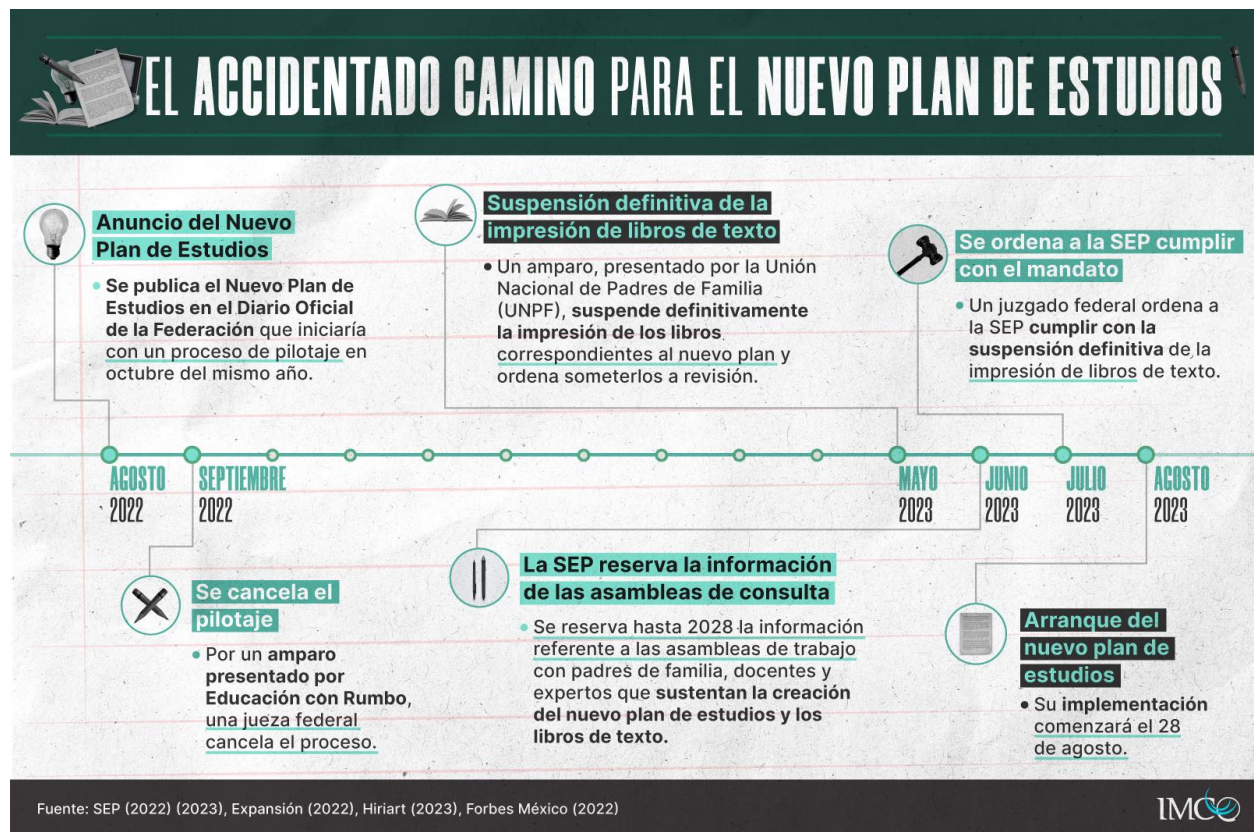 EL ACCIDENTADO CAMINO PARA EL NUEVO PLAN DE ESTUDIOS
Anuncio del Nuevo
Plan de Estudios
• Se publica el Nuevo Plan de
Estudios en el Diario Oficial
de la Federación que iniciaría
con un proceso de pilotaje en
octubre del mismo año.
Suspensión definitiva de la
impresión de libros de texto
• Un amparo, presentado por la Unión
Nacional de Padres de Familia
(UNPF), suspende definitivamente
la impresión de los libros
correspondientes al nuevo plan y
ordena someterlos a revisión.
Se ordena a la SEP cumplir
con el mandato
• Un juzgado federal ordena a
la SEP cumplir con la
suspensión definitiva de la
impresión de libros de texto.
AGOSTO
2022
SEPTIEMBRE
2022
MAYO
2023
JUNIO
2023
JULIO
2023
AGOSTO
2023
Se cancela el
pilotaje
• Por un amparo
presentado por
Educación con Rumbo,
una jueza federal
cancela el proceso.
La SEP reserva la información
de las asambleas de consulta
• Se reserva hasta 2028 la información
referente a las asambleas de trabajo
con padres de familia, docentes y
expertos que sustentan la creación
del nuevo plan de estudios y los
libros de texto.
Arranque del
nuevo plan de
estudios
• Su implementación
comenzará el 28
de agosto.
Fuente: SEP (2022) (2023), Expansión (2022), Hiriart (2023), Forbes México (2022)
IMCO